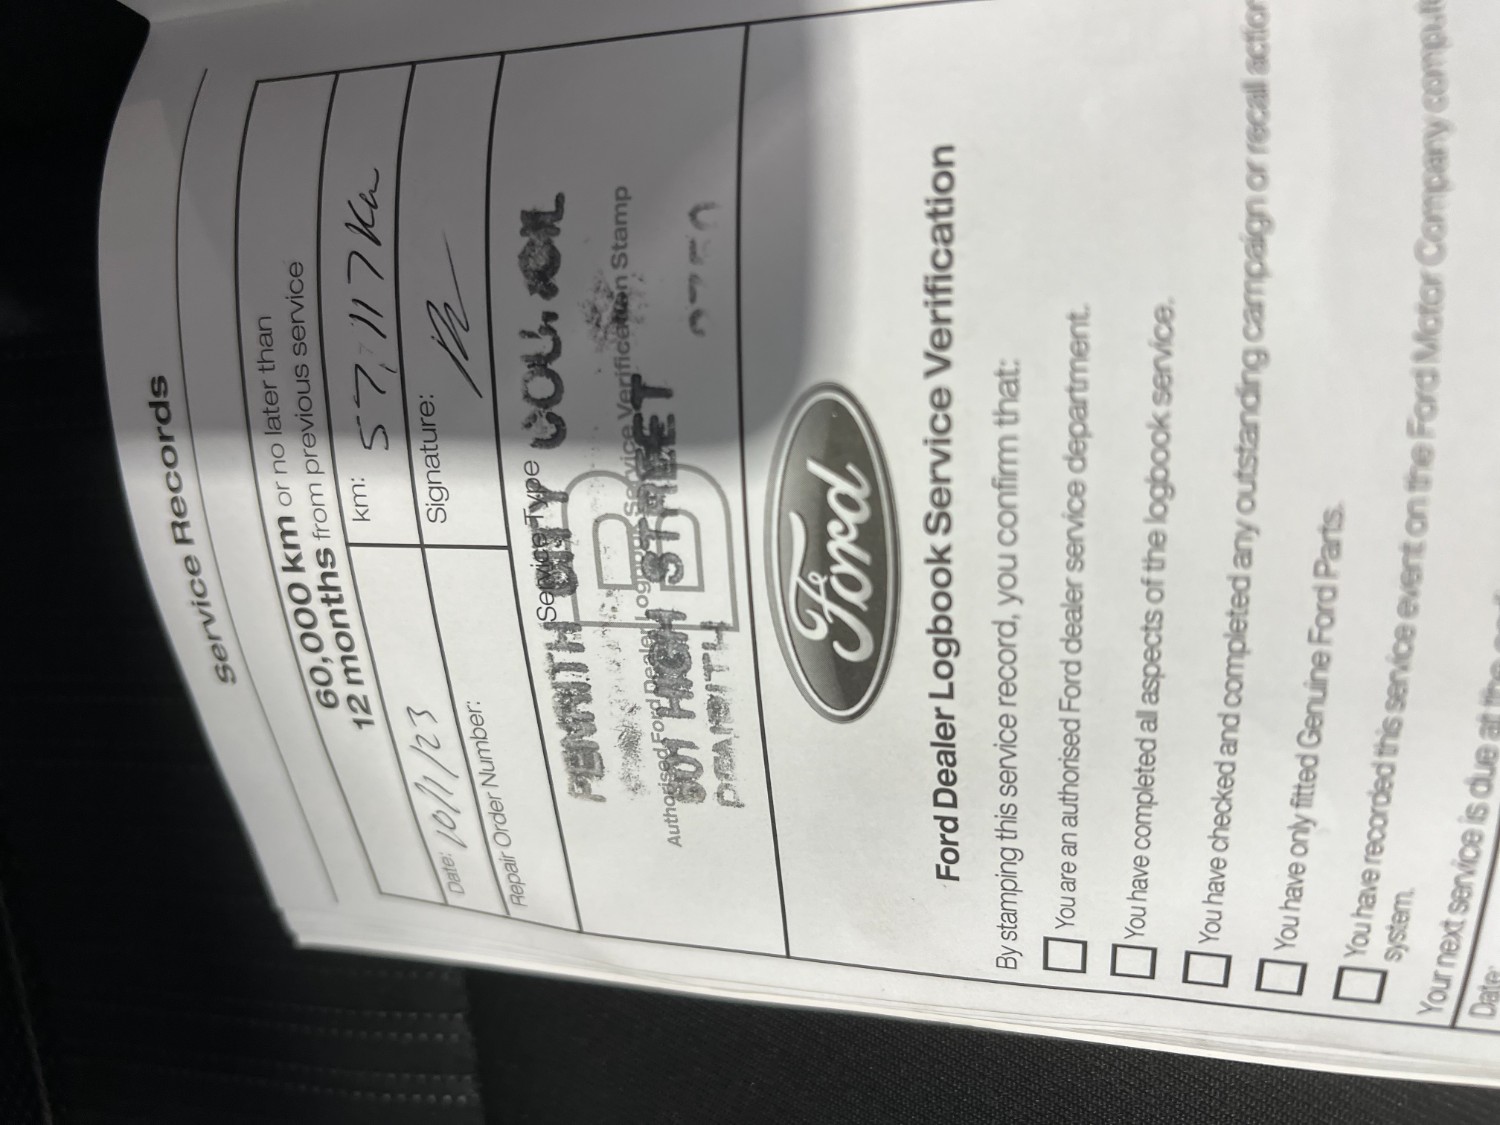 Service Records
60,000 km or no later than
12 months from previous service
Date: 10/1/23
km: 57,117 Km
Repair Order Number:
Signature:
Service Type
PENRITH CITY COLLISION
Authorised Ford Dealer Logbook Service Verification Stamp
HIGH STREET
PENRITH 2750
Ford
Ford Dealer Logbook Service Verification
By stamping this service record, you confirm that:
You are an authorised Ford dealer service department.
You have completed all aspects of the logbook service.
You have checked and completed any outstanding campaign or recall action
You have only fitted Genuine Ford Parts.
You have recorded this service event on the Ford Motor Company
system.
Your next service is due at the
Date: